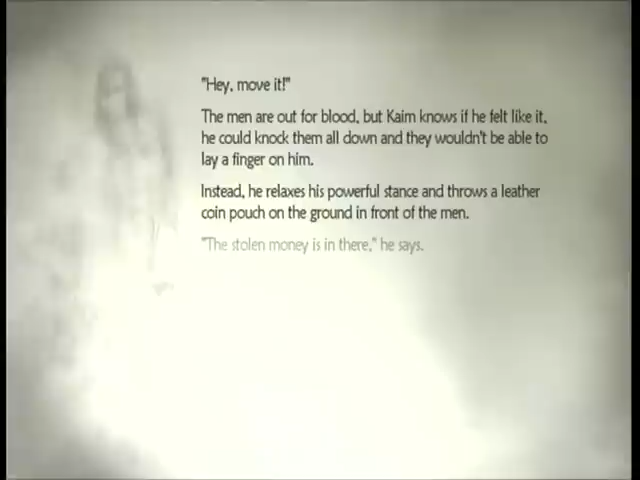 "Hey, move it!"
The men are out for blood, but Kaim knows if he felt like it,
he could knock them all down and they wouldn't be able to
lay a finger on him.
Instead, he relaxes his powerful stance and throws a leather
coin pouch on the ground in front of the men.
"The stolen money is in there," he says.